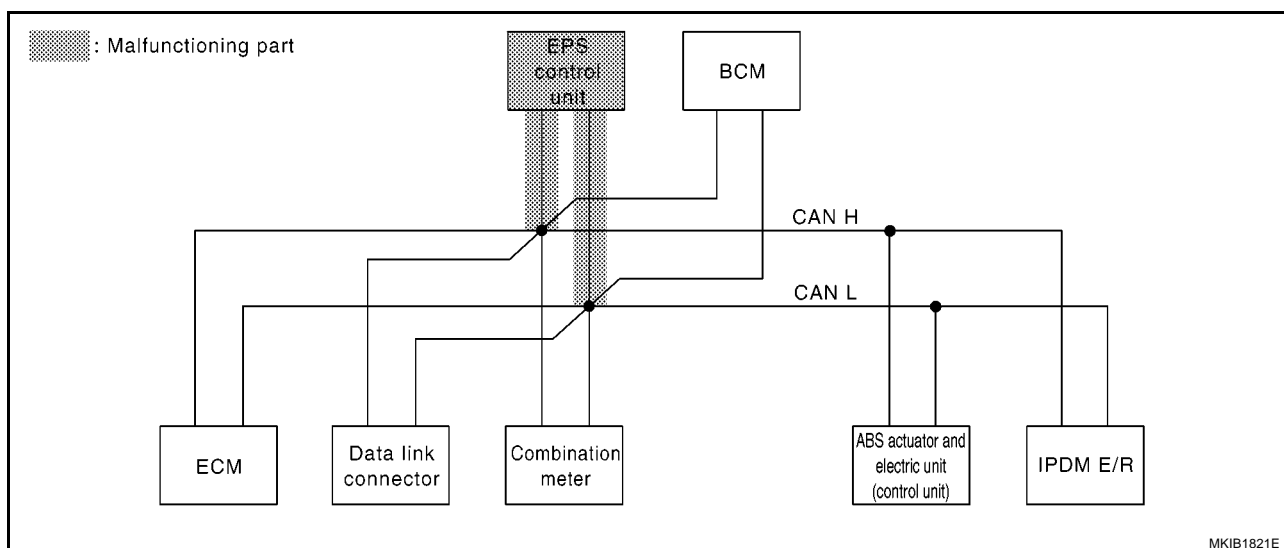 : Malfunctioning part
EPS
control
unit
BCM
CAN H
CAN L
ECM
Data link
connector
Combination
meter
ABS actuator and
electric unit
(control unit)
IPDM E/R
MKIB1821E